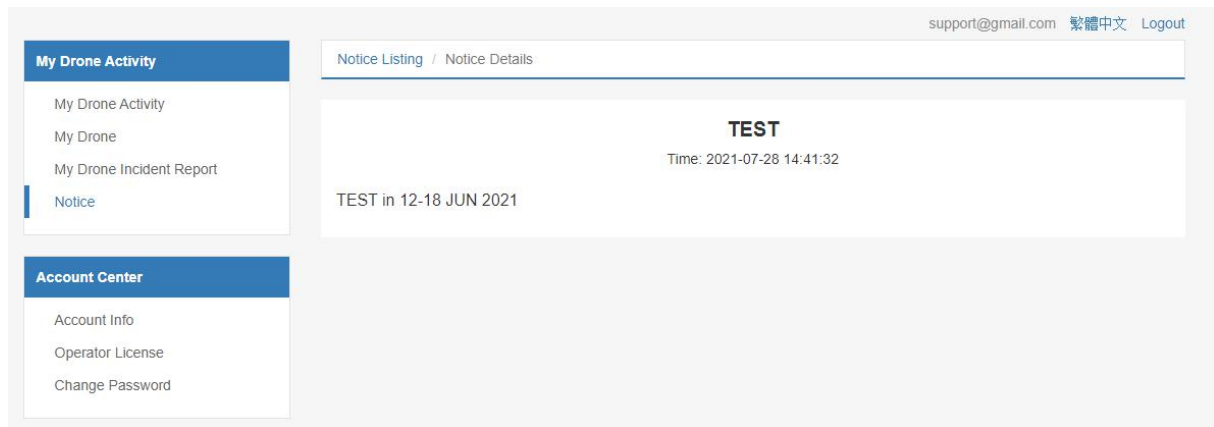 support@gmail.com 繁體中文 Logout
My Drone Activity
My Drone Activity
My Drone
My Drone Incident Report
Notice
Account Center
Account Info
Operator License
Change Password
Notice Listing / Notice Details
TEST
Time: 2021-07-28 14:41:32
TEST in 12-18 JUN 2021